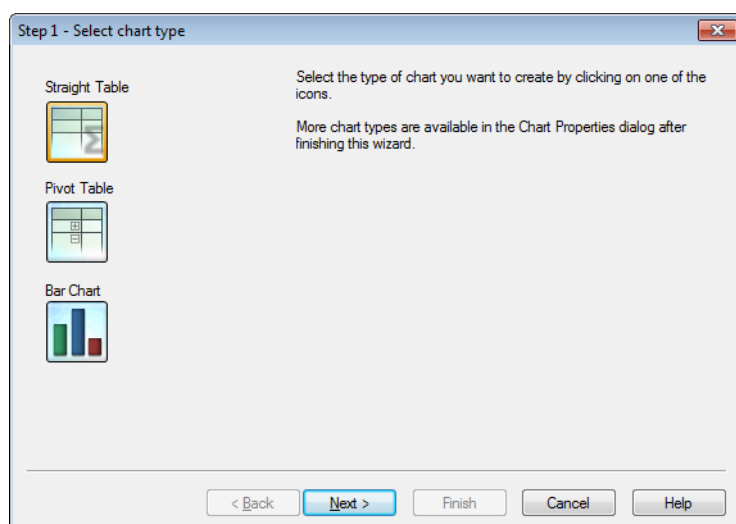 Step 1 - Select chart type
Straight Table
Select the type of chart you want to create by clicking on one of the
icons.
More chart types are available in the Chart Properties dialog after
finishing this wizard.
Pivot Table
Bar Chart
< Back
Next >
Finish
Cancel
Help